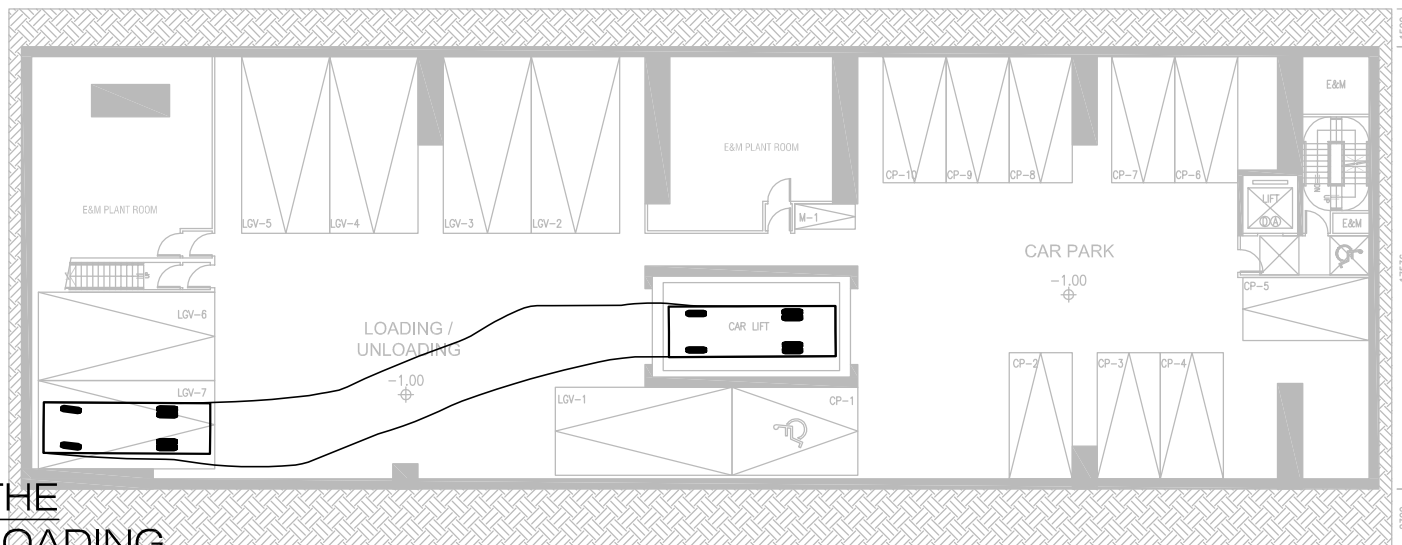 E&M
E&M PLANT ROOM
CP-10
CP-9
CP-8
CP-7
CP-6
LIFT
E&M PLANT ROOM
LGV-5
LGV-4
LGV-3
LGV-2
M-1
E&M
CAR PARK
-1.00
CP-5
LGV-6
LOADING /
UNLOADING
CAR LIFT
-1.00
CP-2
CP-3
CP-4
LGV-7
LGV-1
CP-1
THE
OADING